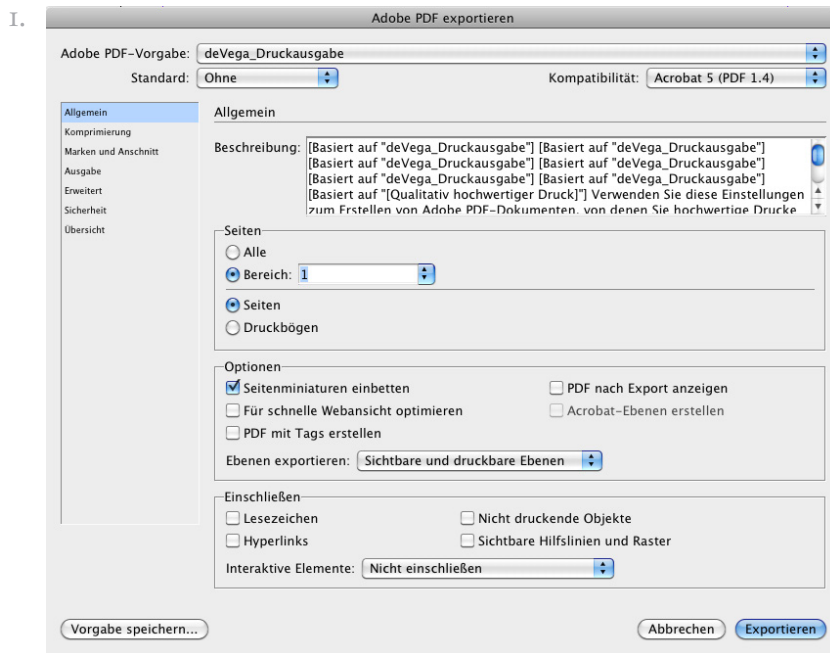 I.
Adobe PDF exportieren
Adobe PDF-Vorgabe: deVega_Druckausgabe
Standard: Ohne Kompatibilität: Acrobat 5 (PDF 1.4)
Allgemein
Komprimierung
Marken und Anschnitt
Ausgabe
Erweitert
Sicherheit
Übersicht
Allgemein
Beschreibung: [Basiert auf "deVega_Druckausgabe"] [Basiert auf "deVega_Druckausgabe"]
[Basiert auf "deVega_Druckausgabe"] [Basiert auf "deVega_Druckausgabe"]
[Basiert auf "deVega_Druckausgabe"] [Basiert auf "deVega_Druckausgabe"]
[Basiert auf "[Qualitativ hochwertiger Druck]"] Verwenden Sie diese Einstellungen
zum Erstellen von Adobe PDF-Dokumenten, von denen Sie hochwertige Drucke
Seiten
Alle
Bereich: 1
Seiten
Druckbögen
Optionen
Seitenminiaturen einbetten PDF nach Export anzeigen
Für schnelle Webansicht optimieren Acrobat-Ebenen erstellen
PDF mit Tags erstellen
Ebenen exportieren: Sichtbare und druckbare Ebenen
Einschließen
Lesezeichen Nicht druckende Objekte
Hyperlinks Sichtbare Hilfslinien und Raster
Interaktive Elemente: Nicht einschließen
Vorgabe speichern... Abbrechen Exportieren